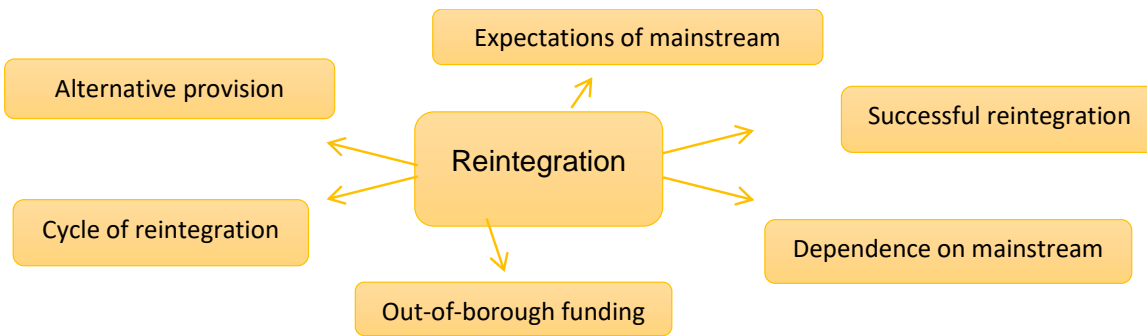 Expectations of mainstream
Alternative provision
Successful reintegration
Reintegration
Cycle of reintegration
Dependence on mainstream
Out-of-borough funding